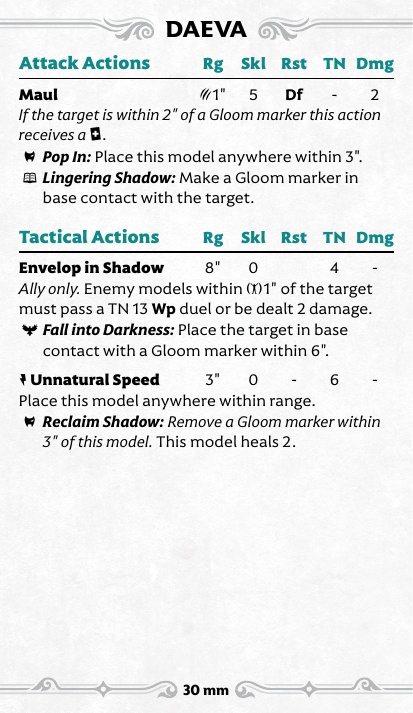 DAEVA
Attack Actions Rg Skl Rst TN Dmg
Maul 1" 5 Df - 2
If the target is within 2" of a Gloom marker this action
receives a .
Pop In: Place this model anywhere within 3".
Lingering Shadow: Make a Gloom marker in
base contact with the target.
Tactical Actions Rg Skl Rst TN Dmg
Envelop in Shadow 8" 0 4 -
Ally only. Enemy models within 1" of the target
must pass a TN 13 Wp duel or be dealt 2 damage.
Fall into Darkness: Place the target in base
contact with a Gloom marker within 6".
Unnatural Speed 3" 0 - 6 -
Place this model anywhere within range.
Reclaim Shadow: Remove a Gloom marker within
3" of this model. This model heals 2.
30 mm